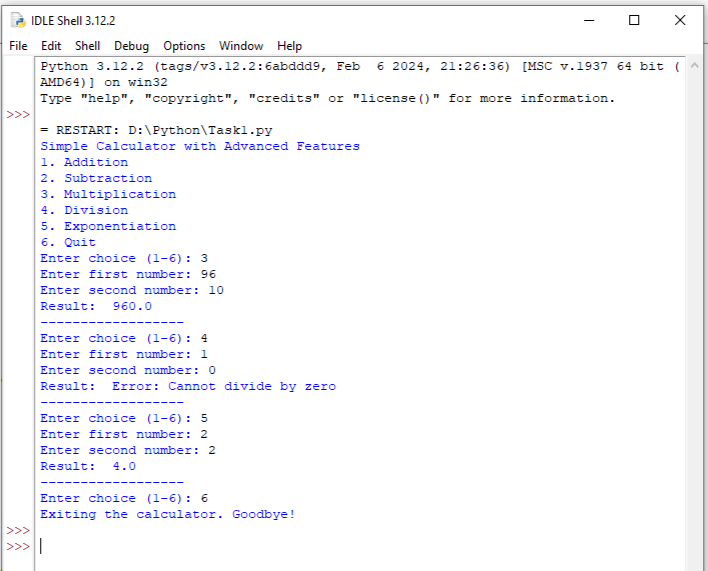 IDLE Shell 3.12.2
File Edit Shell Debug Options Window Help
Python 3.12.2 (tags/v3.12.2:6abddd9, Feb  6 2024, 21:26:36) [MSC v.1937 64 bit (
AMD64)] on win32
Type "help", "copyright", "credits" or "license()" for more information.
>>>
= RESTART: D:\Python\Task1.py
Simple Calculator with Advanced Features
1. Addition
2. Subtraction
3. Multiplication
4. Division
5. Exponentiation
6. Quit
Enter choice (1-6): 3
Enter first number: 96
Enter second number: 10
Result:  960.0
------------------
Enter choice (1-6): 4
Enter first number: 1
Enter second number: 0
Result:  Error: Cannot divide by zero
------------------
Enter choice (1-6): 5
Enter first number: 2
Enter second number: 2
Result:  4.0
------------------
Enter choice (1-6): 6
Exiting the calculator. Goodbye!
>>>
>>>